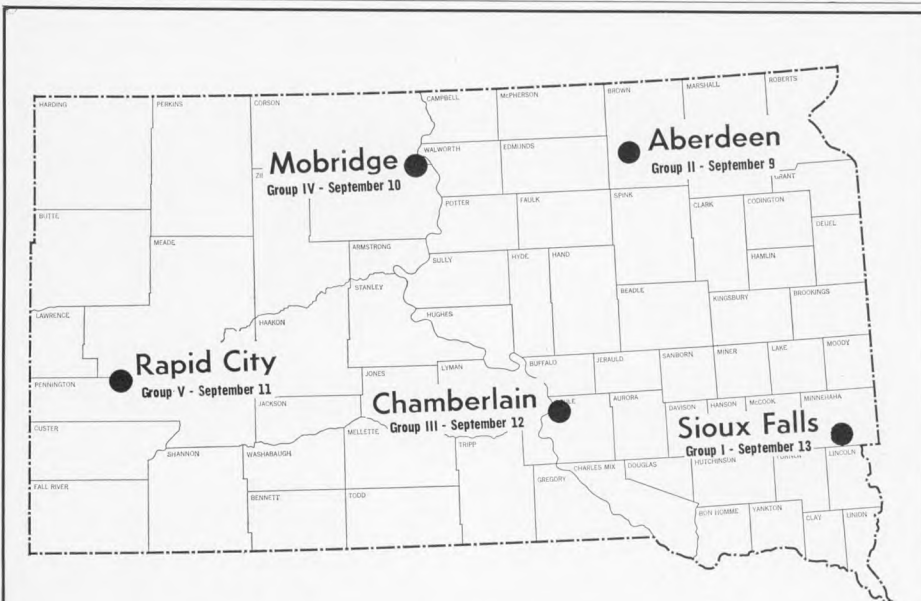 HARDING
PERKINS
CORSON
CAMPBELL
McPHERSON
BROWN
MARSHALL
ROBERTS
Mobridge
Group IV - September 10
WALWORTH
EDMUNDS
Aberdeen
Group II - September 9
BUTTE
MEADE
ARMSTRONG
POTTER
FAULK
SPINK
CLARK
CODINGTON
DEUEL
STANLEY
HYDE
HAND
HAMLIN
LAWRENCE
HAAKON
HUGHES
BEADLE
KINGSBURY
BROOKINGS
Rapid City
Group V - September 11
PENNINGTON
JONES
LYMAN
BUFFALO
JERAULD
SANBORN
MINER
LAKE
MOODY
JACKSON
Chamberlain
Group III - September 12
AURORA
DAVISON
HANSON
McCOOK
MINNEHAHA
Sioux Falls
Group I - September 13
CUSTER
SHANNON
WASHABAUGH
MELLETTE
TRIPP
GREGORY
CHARLES MIX
DOUGLAS
HUTCHINSON
LINCOLN
FALL RIVER
BENNETT
TODD
BON HOMME
YANKTON
CLAY
UNION